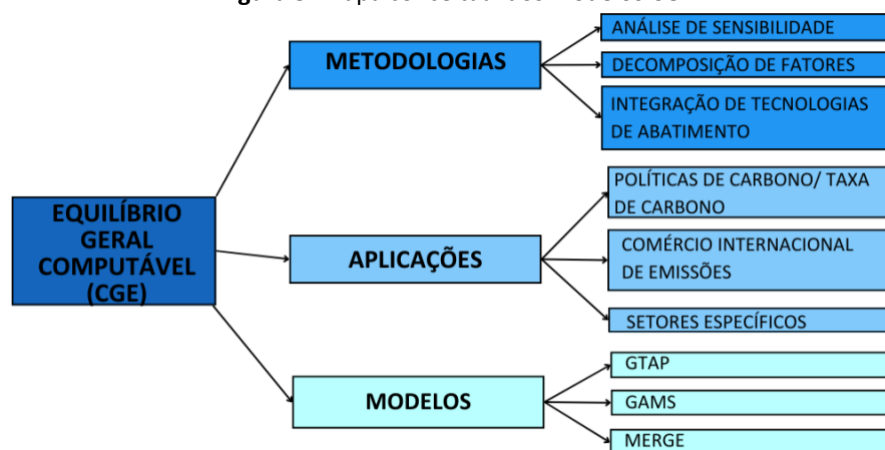 METODOLOGIAS
ANÁLISE DE SENSIBILIDADE
DECOMPOSIÇÃO DE FATORES
INTEGRAÇÃO DE TECNOLOGIAS
DE ABATIMENTO
EQUILÍBRIO
GERAL
COMPUTÁVEL
(CGE)
APLICAÇÕES
POLÍTICAS DE CARBONO/ TAXA
DE CARBONO
COMÉRCIO INTERNACIONAL
DE EMISSÕES
SETORES ESPECÍFICOS
MODELOS
GTAP
GAMS
MERGE